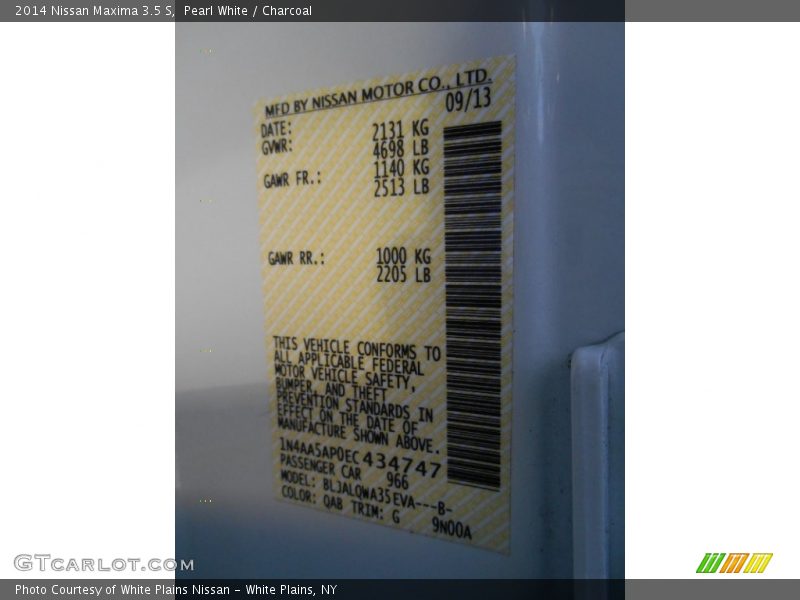 2014 Nissan Maxima 3.5 S, Pearl White / Charcoal
MFD BY NISSAN MOTOR CO., LTD.
09/13
DATE:
GVWR:
2131 KG
4698 LB
GAWR FR.:
1140 KG
2513 LB
GAWR RR.:
1000 KG
2205 LB
THIS VEHICLE CONFORMS TO
ALL APPLICABLE FEDERAL
MOTOR VEHICLE SAFETY,
BUMPER, AND THEFT
PREVENTION STANDARDS IN
EFFECT ON THE DATE OF
MANUFACTURE SHOWN ABOVE.
1N4AA5AP0EC434747
PASSENGER CAR 966
MODEL: BL3ALQWA35EVA---B-
COLOR: QAB TRIM: G 9N00A
GTCARLOT.COM
Photo Courtesy of White Plains Nissan - White Plains, NY